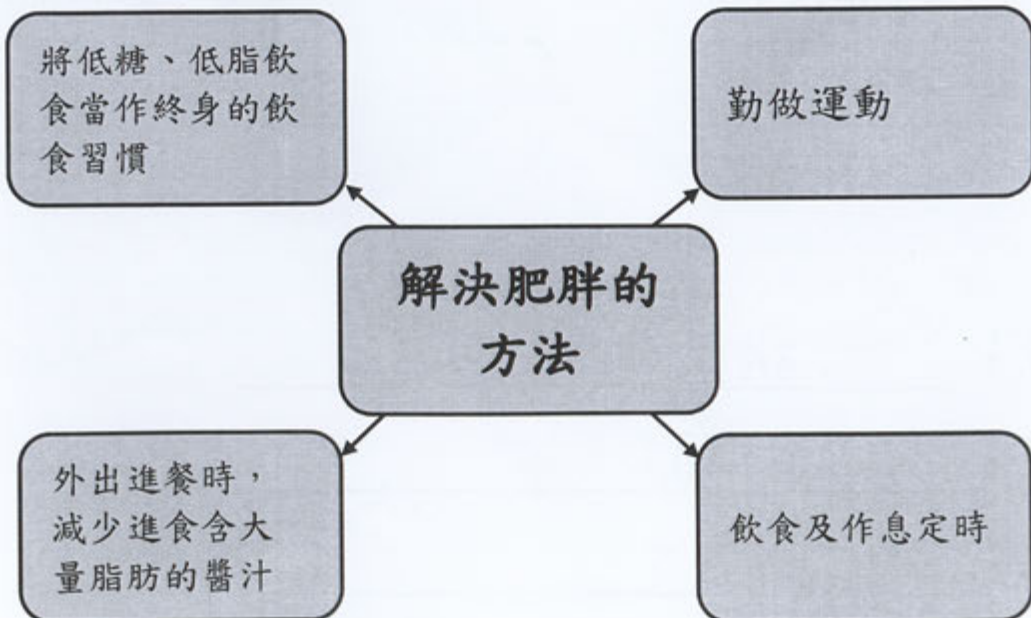 將低糖、低脂飲
食當作終身的飲
食習慣
勤做運動
解決肥胖的
方法
外出進餐時，
減少進食含大
量脂肪的醬汁
飲食及作息定時